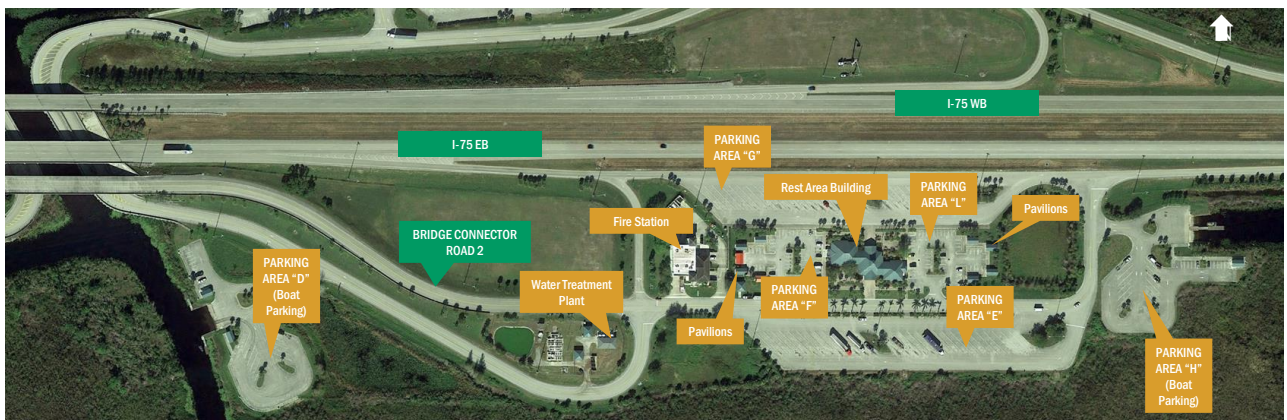 I-75 WB
I-75 EB
PARKING
AREA “G”
Rest Area Building
PARKING
AREA “L”
Pavilions
Fire Station
BRIDGE CONNECTOR
ROAD 2
PARKING
AREA “D”
(Boat
Parking)
Water Treatment
Plant
PARKING
AREA “F”
PARKING
AREA “E”
Pavilions
PARKING
AREA “H”
(Boat
Parking)